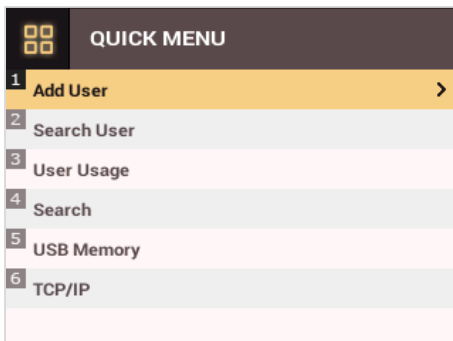 QUICK MENU
1 Add User
2 Search User
3 User Usage
4 Search
5 USB Memory
6 TCP/IP